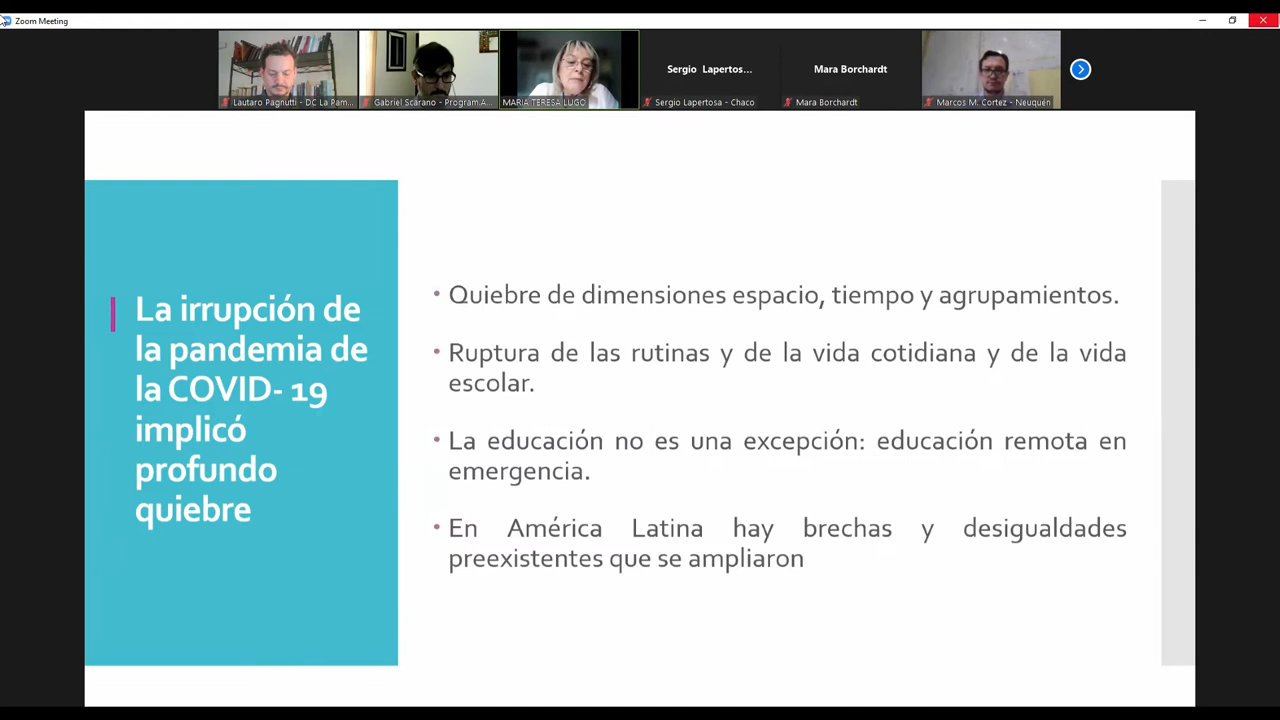 Zoom Meeting
Sergio Lapertos...
Mara Borchardt
Lautaro Pagnutti - DC La Pam...
Gabriel Scarano - Program.A...
MARIA TERESA LUGO
Sergio Lapertosa - Chaco
Mara Borchardt
Marcos M. Cortez - Neuquén
La irrupción de
la pandemia de
la COVID- 19
implicó
profundo
quiebre
• Quiebre de dimensiones espacio, tiempo y agrupamientos.
• Ruptura de las rutinas y de la vida cotidiana y de la vida
escolar.
• La educación no es una excepción: educación remota en
emergencia.
• En América Latina hay brechas y desigualdades
preexistentes que se ampliaron